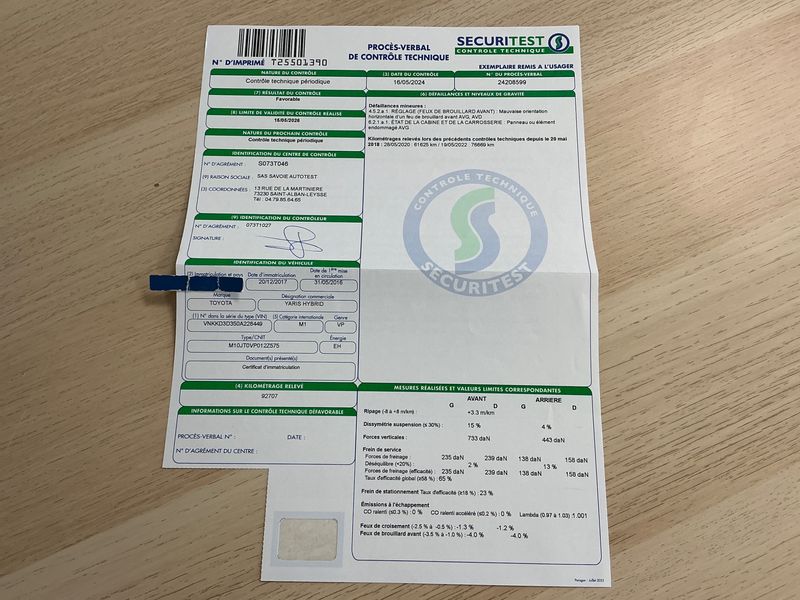 N° D'IMPRIMÉ T25501390
PROCÈS-VERBAL
DE CONTRÔLE TECHNIQUE
SECURITEST
CONTROLE TECHNIQUE
EXEMPLAIRE REMIS A L'USAGER
NATURE DU CONTRÔLE
Contrôle technique périodique
(3) DATE DU CONTRÔLE
16/05/2024
N° DU PROCÈS-VERBAL
24208599
(7) RÉSULTAT DU CONTRÔLE
Favorable
(8) LIMITE DE VALIDITÉ DU CONTRÔLE RÉALISÉ
15/05/2026
NATURE DU PROCHAIN CONTRÔLE
Contrôle technique périodique
IDENTIFICATION DU CENTRE DE CONTRÔLE
N° D'AGRÉMENT : S073T046
(9) RAISON SOCIALE : SAS SAVOIE AUTOTEST
(3) COORDONNÉES : 13 RUE DE LA MARTINIERE
73230 SAINT-ALBAN-LEYSSE
Tél : 04.79.85.64.65
(9) IDENTIFICATION DU CONTRÔLEUR
N° D'AGRÉMENT : 073T1027
SIGNATURE :
(6) DÉFAILLANCES ET NIVEAUX DE GRAVITÉ
Défaillances mineures :
4.5.2.a.1. RÉGLAGE (FEUX DE BROUILLARD AVANT) : Mauvaise orientation
horizontale d'un feu de brouillard avant AVG, AVD
6.2.1.a.1. ÉTAT DE LA CABINE ET DE LA CARROSSERIE : Panneau ou élément
endommagé AVG
Kilométrages relevés lors des précédents contrôles techniques depuis le 20 mai
2018 : 28/05/2020 : 61625 km / 19/05/2022 : 76669 km
CONTROLE TECHNIQUE
SECURITEST
IDENTIFICATION DU VÉHICULE
(2) Immatriculation et pays
Date d'immatriculation
20/12/2017
Date de 1ère mise
en circulation
31/05/2016
Marque
TOYOTA
Désignation commerciale
YARIS HYBRID
(1) N° dans la série du type (VIN)
VNKKD3D350A228449
(5) Catégorie internationale
M1
Genre
VP
Type/CNIT
M10JT0VP012Z575
Énergie
EH
Document(s) présenté(s)
Certificat d'immatriculation
(4) KILOMÉTRAGE RELEVÉ
92707
INFORMATIONS SUR LE CONTRÔLE TECHNIQUE DÉFAVORABLE
PROCÈS-VERBAL N° : DATE :
N° D'AGRÉMENT DU CENTRE :
MESURES RÉALISÉES ET VALEURS LIMITES CORRESPONDANTES
AVANT ARRIERE
G D G D
Ripage (-8 à +8 m/km) : +3.3 m/km
Dissymétrie suspension (≤ 30%) : 15 % 4 %
Forces verticales : 733 daN 443 daN
Frein de service
Forces de freinage : 235 daN 239 daN 138 daN 158 daN
Déséquilibre (<20%) : 2 % 13 %
Forces de freinage (efficacité) : 235 daN 239 daN 138 daN 158 daN
Taux d'efficacité global (≥58 %) : 65 %
Frein de stationnement Taux d'efficacité (≥18 %) : 23 %
Émissions à l'échappement
CO ralenti (≤0.3 %) : 0 % CO ralenti accéléré (≤0.2 %) : 0 % Lambda (0.97 à 1.03) : 1.001
Feux de croisement (-2.5 % à -0.5 %) : -1.3 % -1.2 %
Feux de brouillard avant (-3.5 % à -1.0 %) : -4.0 % -4.0 %